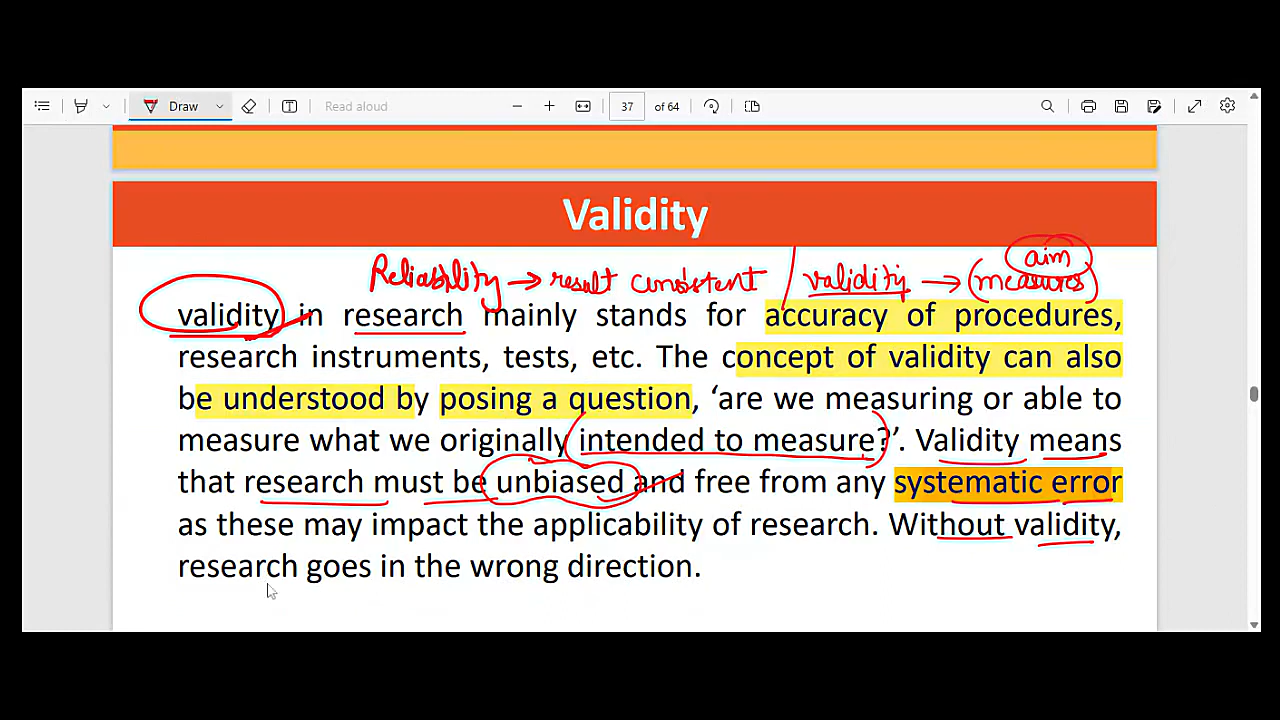 Draw
Read aloud
37 of 64
Validity
aim
Reliability → result consistent / validity → (measures)
validity in research mainly stands for accuracy of procedures,
research instruments, tests, etc. The concept of validity can also
be understood by posing a question, ‘are we measuring or able to
measure what we originally intended to measure?’. Validity means
that research must be unbiased and free from any systematic error
as these may impact the applicability of research. Without validity,
research goes in the wrong direction.